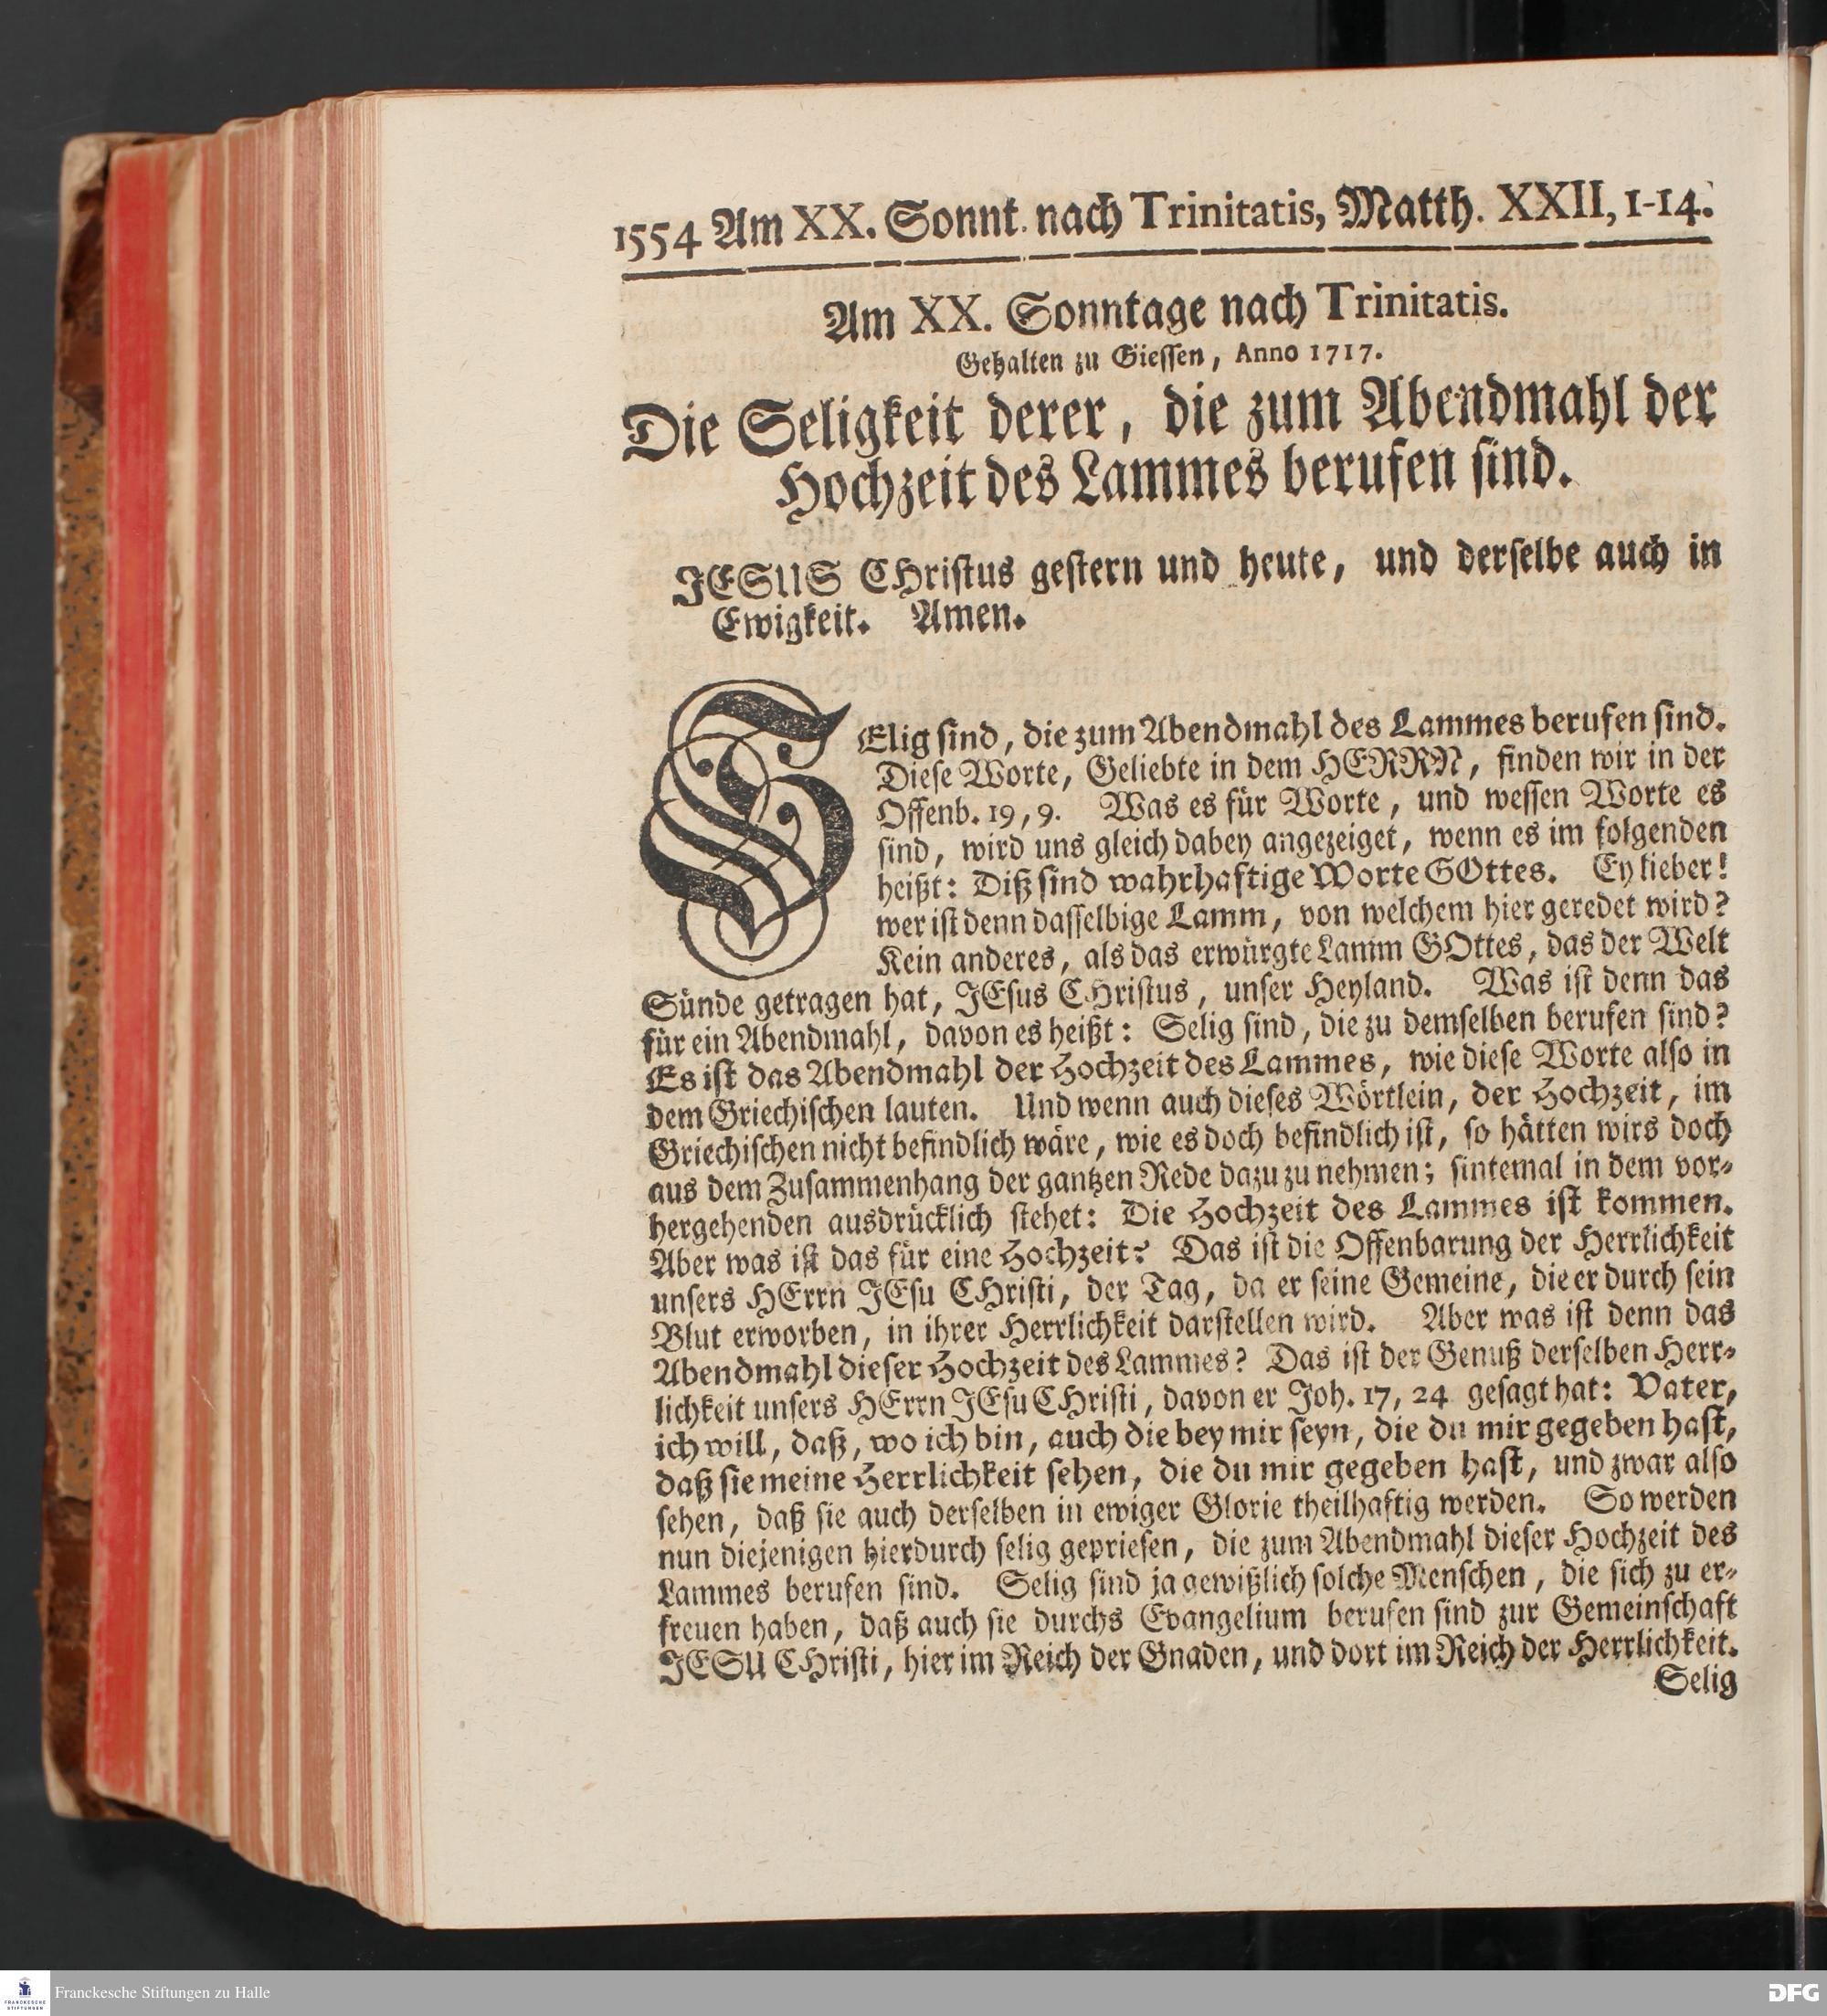 1554 Am XX. Sonnt. nach Trinitatis, Matth. XXII, 1-14.
Am XX. Sonntage nach Trinitatis.
Gehalten zu Giessen, Anno 1717.
Die Seligkeit derer, die zum Abendmahl der
Hochzeit des Lammes berufen sind.
JESUS CHristus gestern und heute, und derselbe auch in
Ewigkeit. Amen.
SElig sind, die zum Abendmahl des Lammes berufen sind.
Diese Worte, Geliebte in dem HERRN, finden wir in der
Offenb. 19, 9. Was es für Worte, und wessen Worte es
sind, wird uns gleich dabey angezeiget, wenn es im folgenden
heißt: Diß sind wahrhaftige Worte GOttes. Ey lieber!
wer ist denn dasselbige Lamm, von welchem hier geredet wird?
Kein anderes, als das erwürgte Lamm GOttes, das der Welt
Sünde getragen hat, JEsus CHristus, unser Heyland. Was ist denn das
für ein Abendmahl, davon es heißt: Selig sind, die zu demselben berufen sind?
Es ist das Abendmahl der Hochzeit des Lammes, wie diese Worte also in
dem Griechischen lauten. Und wenn auch dieses Wörtlein, der Hochzeit, im
Griechischen nicht befindlich wäre, wie es doch befindlich ist, so hätten wirs doch
aus dem Zusammenhang der gantzen Rede dazu zu nehmen; sintemal in dem vor-
hergehenden ausdrücklich stehet: Die Hochzeit des Lammes ist kommen.
Aber was ist das für eine Hochzeit? Das ist die Offenbarung der Herrlichkeit
unsers HErrn JEsu CHristi, der Tag, da er seine Gemeine, die er durch sein
Blut erworben, in ihrer Herrlichkeit darstellen wird. Aber was ist denn das
Abendmahl dieser Hochzeit des Lammes? Das ist der Genuß derselben Herr-
lichkeit unsers HErrn JEsu CHristi, davon er Joh. 17, 24 gesagt hat: Vater,
ich will, daß, wo ich bin, auch die bey mir seyn, die du mir gegeben hast,
daß sie meine Herrlichkeit sehen, die du mir gegeben hast, und zwar also
sehen, daß sie auch derselben in ewiger Glorie theilhaftig werden. So werden
nun diejenigen hierdurch selig gepriesen, die zum Abendmahl dieser Hochzeit des
Lammes berufen sind. Selig sind ja gewißlich solche Menschen, die sich zu er-
freuen haben, daß auch sie durchs Evangelium berufen sind zur Gemeinschaft
JESU CHristi, hier im Reich der Gnaden, und dort im Reich der Herrlichkeit.
Selig
FRANCKESCHE
STIFTUNGEN
Franckesche Stiftungen zu Halle
DFG